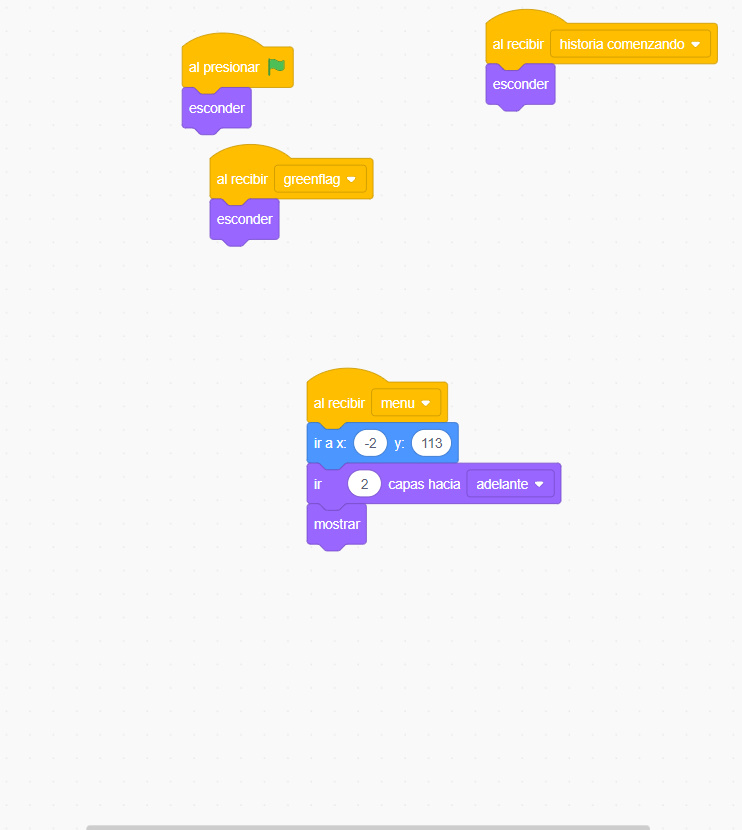 al presionar
esconder
al recibir historia comenzando
esconder
al recibir greenflag
esconder
al recibir menu
ir a x: -2 y: 113
ir 2 capas hacia adelante
mostrar